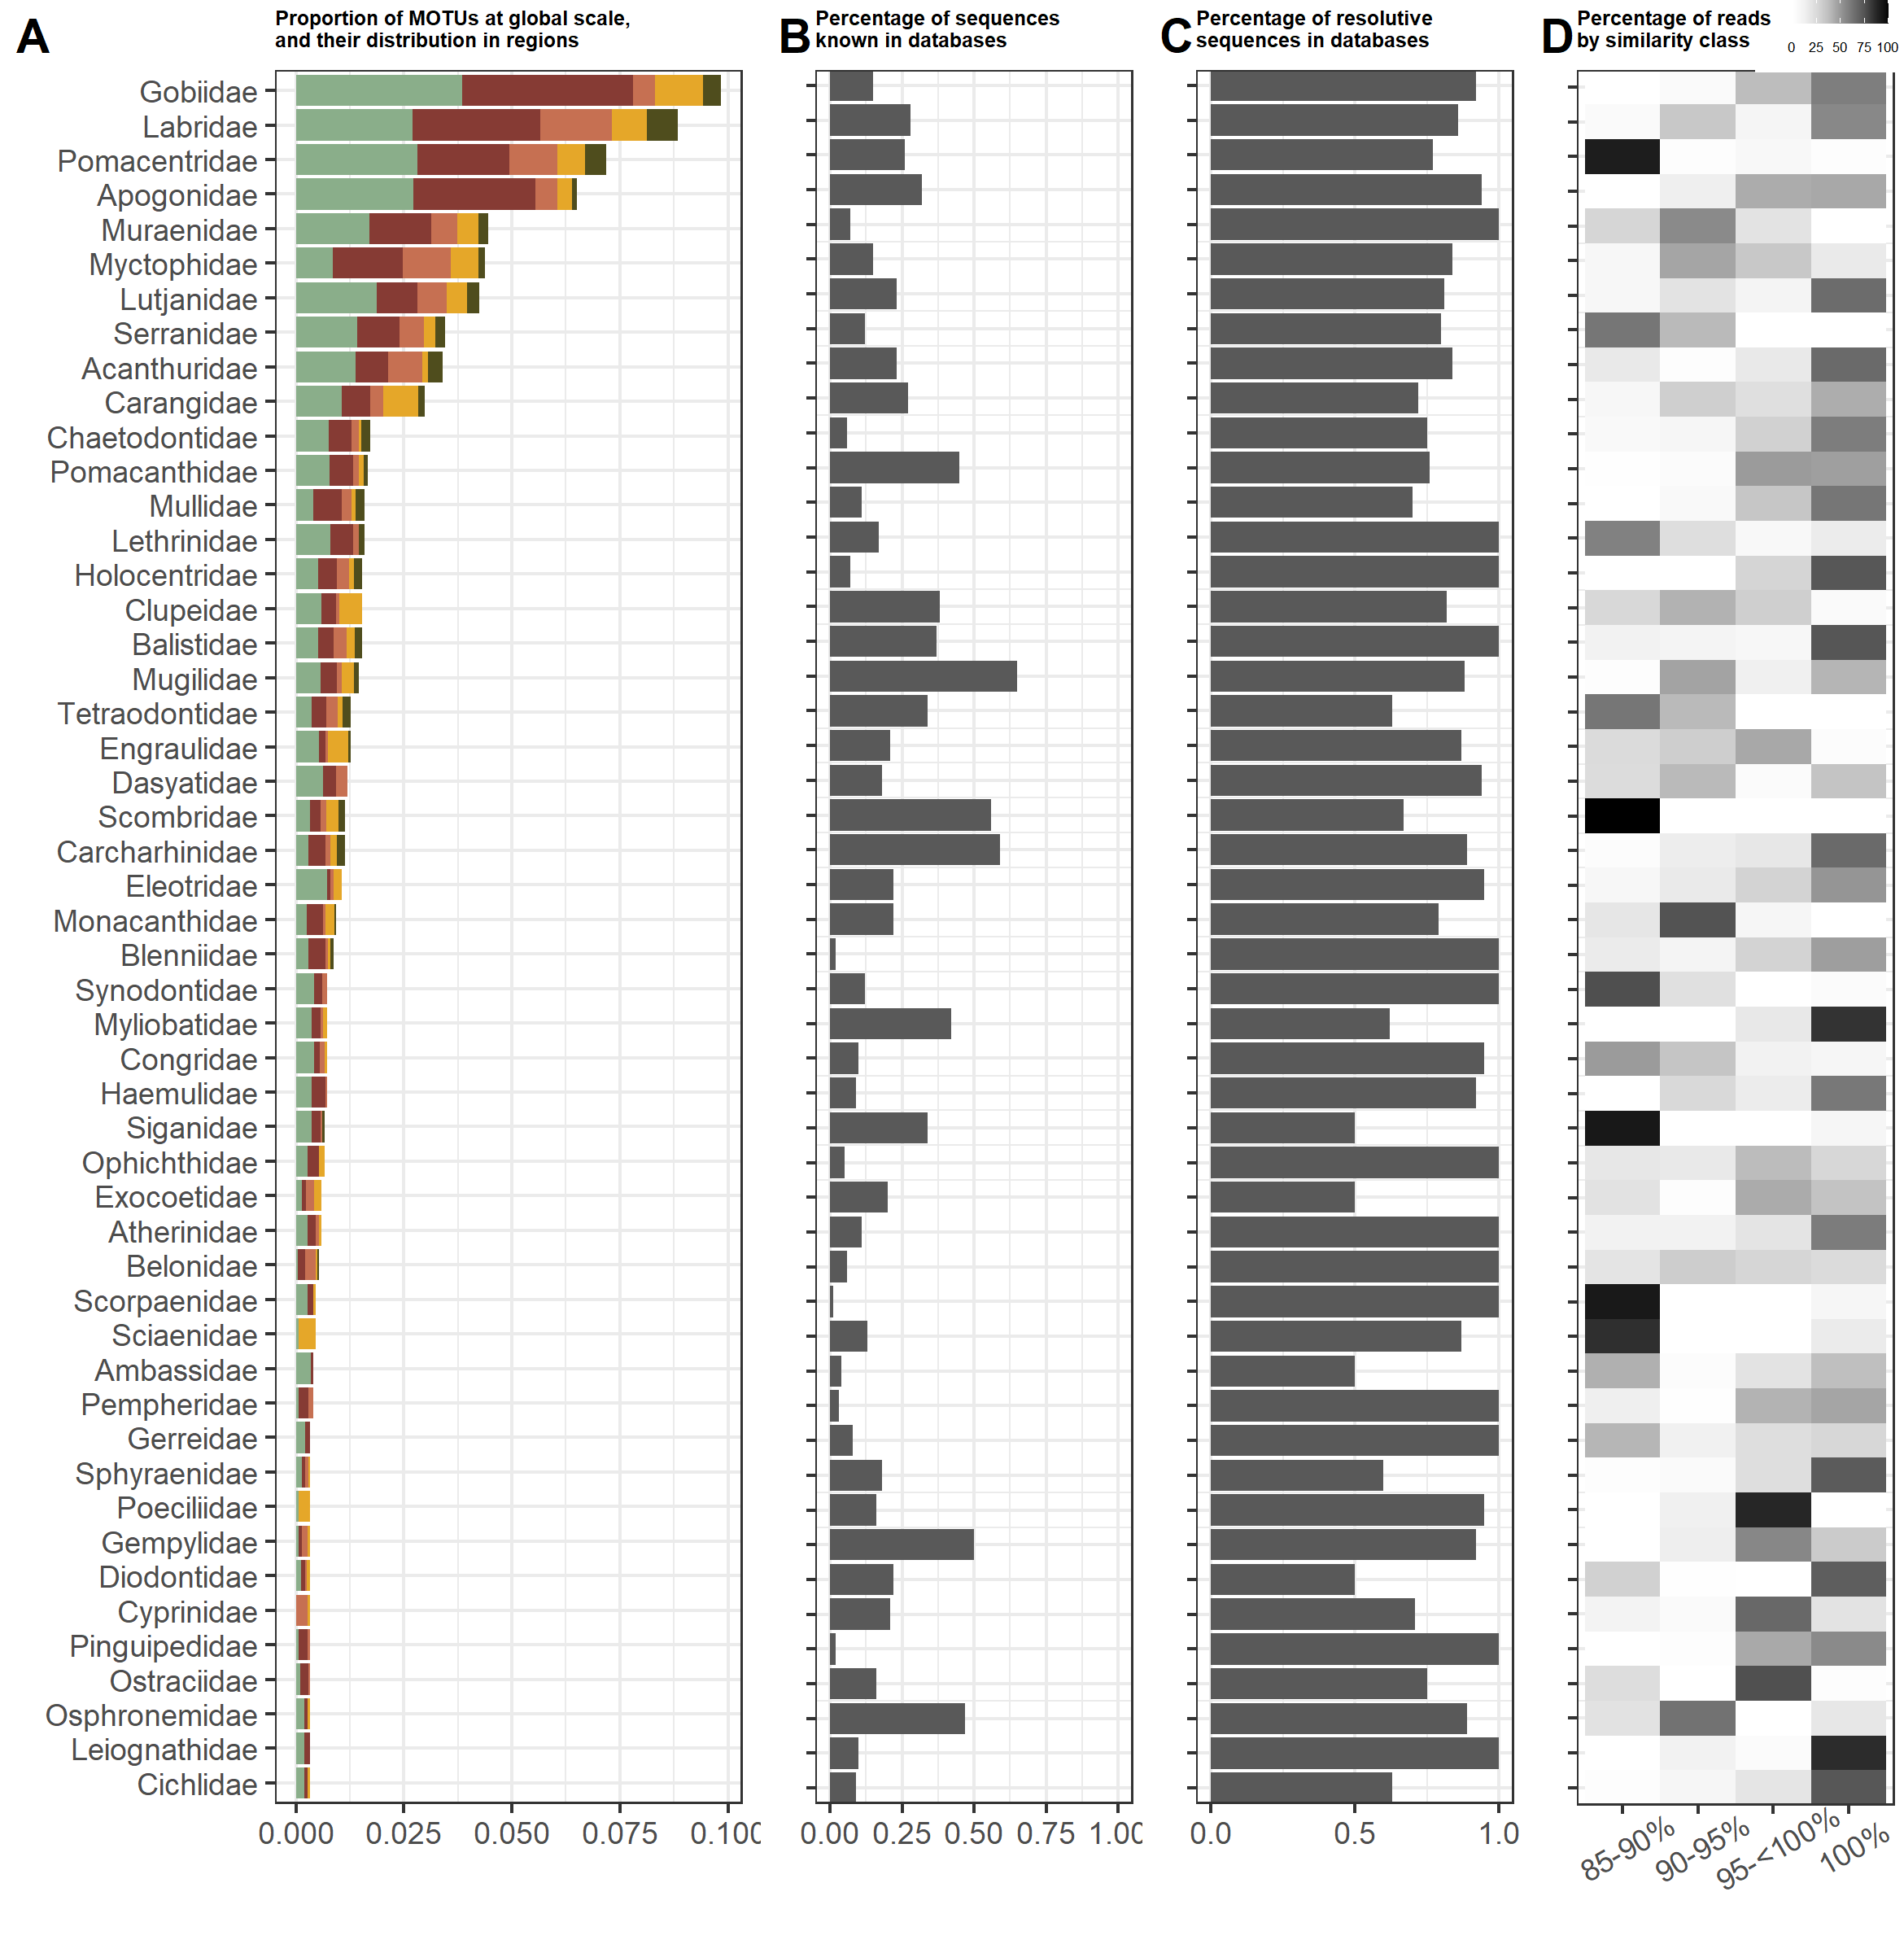 A
Proportion of MOTUs at global scale,
and their distribution in regions
B
Percentage of sequences
known in databases
C
Percentage of resolutive
sequences in databases
D
Percentage of reads
by similarity class
0 25 50 75 100
Gobiidae
Labridae
Pomacentridae
Apogonidae
Muraenidae
Myctophidae
Lutjanidae
Serranidae
Acanthuridae
Carangidae
Chaetodontidae
Pomacanthidae
Mullidae
Lethrinidae
Holocentridae
Clupeidae
Balistidae
Mugilidae
Tetraodontidae
Engraulidae
Dasyatidae
Scombridae
Carcharhinidae
Eleotridae
Monacanthidae
Blenniidae
Synodontidae
Myliobatidae
Congridae
Haemulidae
Siganidae
Ophichthidae
Exocoetidae
Atherinidae
Belonidae
Scorpaenidae
Sciaenidae
Ambassidae
Pempheridae
Gerreidae
Sphyraenidae
Poeciliidae
Gempylidae
Diodontidae
Cyprinidae
Pinguipedidae
Ostraciidae
Osphronemidae
Leiognathidae
Cichlidae
0.000 0.025 0.050 0.075 0.100
0.00 0.25 0.50 0.75 1.00
0.0 0.5 1.0
85-90% 90-95% 95-<100% 100%